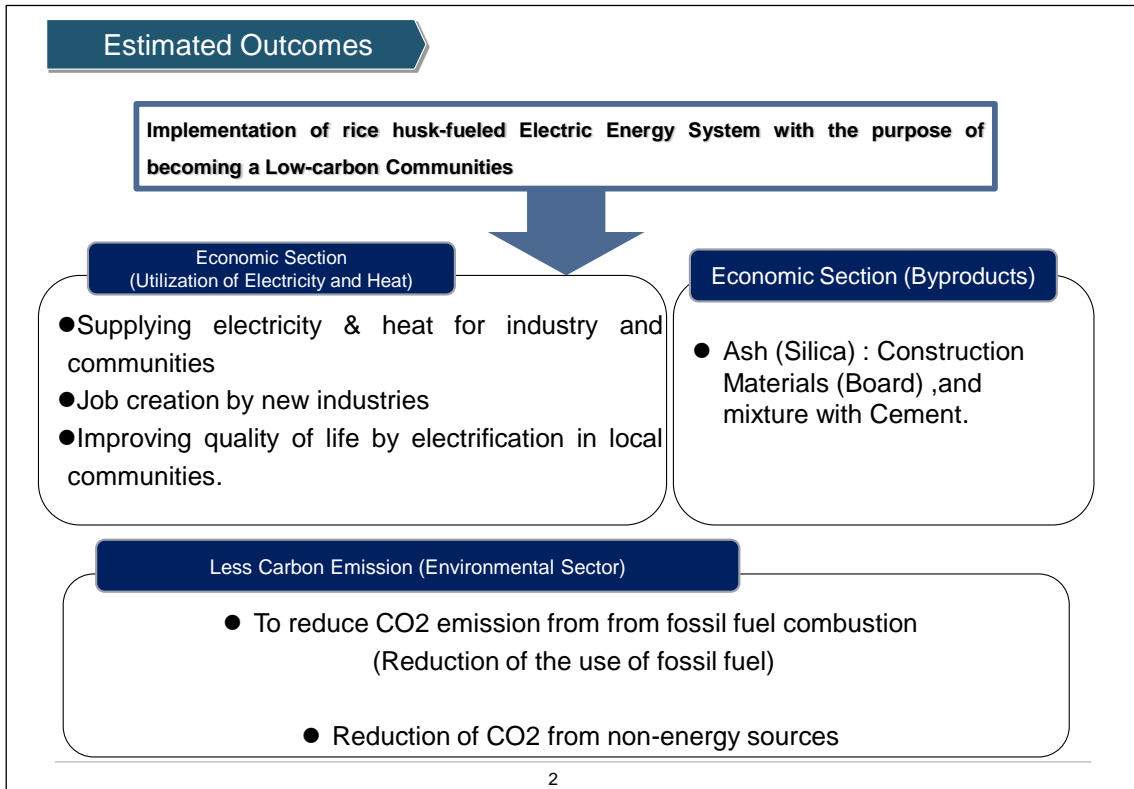 Estimated Outcomes
Implementation of rice husk-fueled Electric Energy System with the purpose of
becoming a Low-carbon Communities
Economic Section
(Utilization of Electricity and Heat)
●Supplying electricity & heat for industry and
communities
●Job creation by new industries
●Improving quality of life by electrification in local
communities.
Economic Section (Byproducts)
● Ash (Silica) : Construction
Materials (Board) ,and
mixture with Cement.
Less Carbon Emission (Environmental Sector)
● To reduce CO2 emission from from fossil fuel combustion
(Reduction of the use of fossil fuel)
● Reduction of CO2 from non-energy sources
2